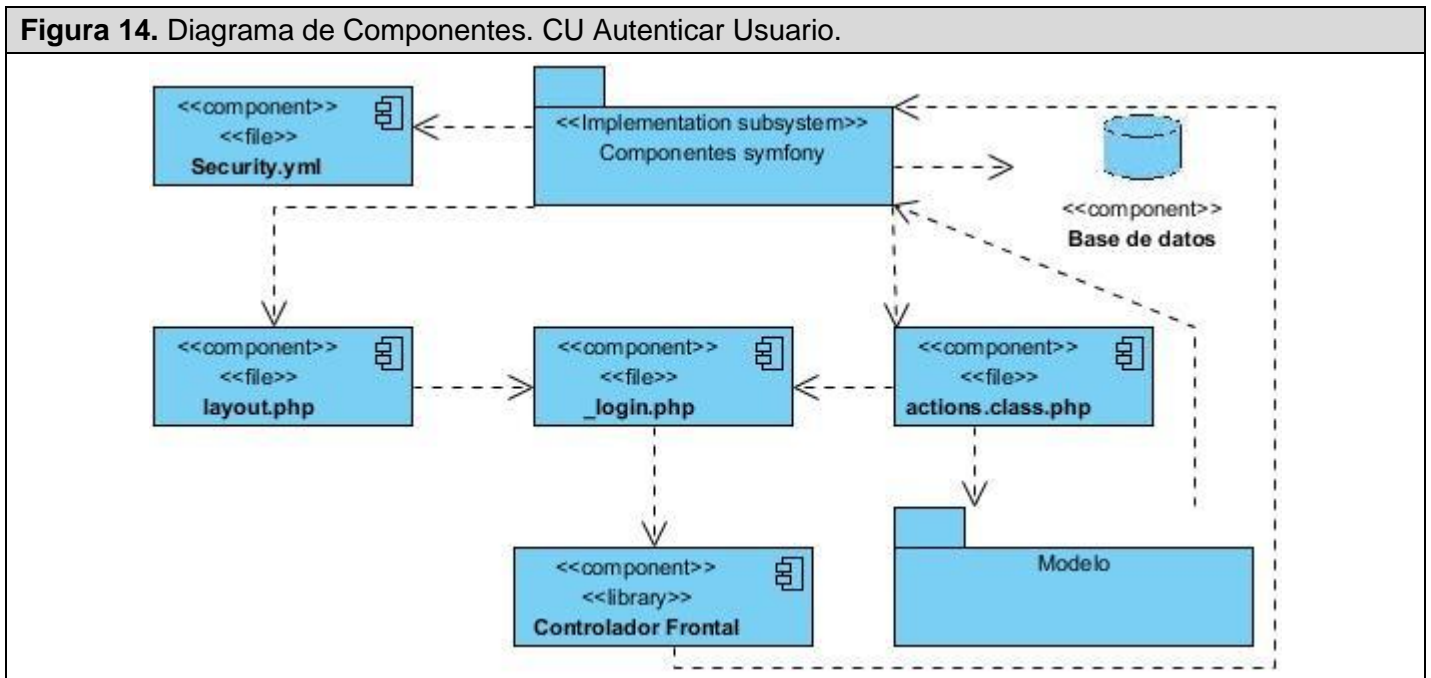 Figura 14. Diagrama de Componentes. CU Autenticar Usuario.
<<component>>
<<file>>
Security.yml
<<Implementation subsystem>>
Componentes symfony
<<component>>
Base de datos
<<component>>
<<file>>
layout.php
<<component>>
<<file>>
_login.php
<<component>>
<<file>>
actions.class.php
<<component>>
<<library>>
Controlador Frontal
Modelo